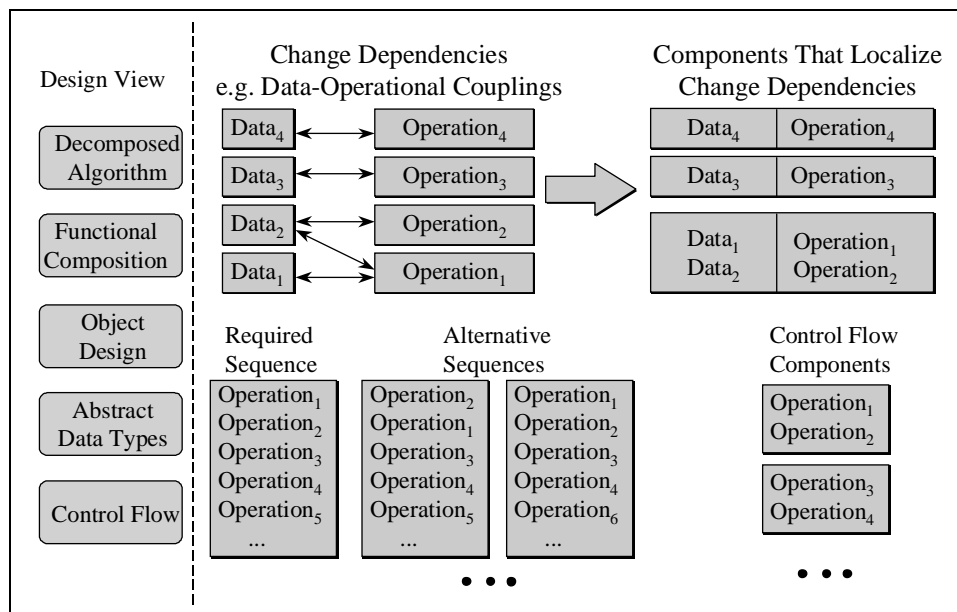 Design View
Decomposed
Algorithm
Functional
Composition
Object
Design
Abstract
Data Types
Control Flow
Change Dependencies
e.g. Data-Operational Couplings
Data₄
Operation₄
Data₃
Operation₃
Data₂
Operation₂
Data₁
Operation₁
Components That Localize
Change Dependencies
Data₄
Operation₄
Data₃
Operation₃
Data₁
Data₂
Operation₁
Operation₂
Required
Sequence
Operation₁
Operation₂
Operation₃
Operation₄
Operation₅
...
Alternative
Sequences
Operation₂
Operation₁
Operation₃
Operation₄
Operation₅
...
Operation₁
Operation₂
Operation₃
Operation₄
Operation₆
...
• • •
Control Flow
Components
Operation₁
Operation₂
Operation₃
Operation₄
• • •